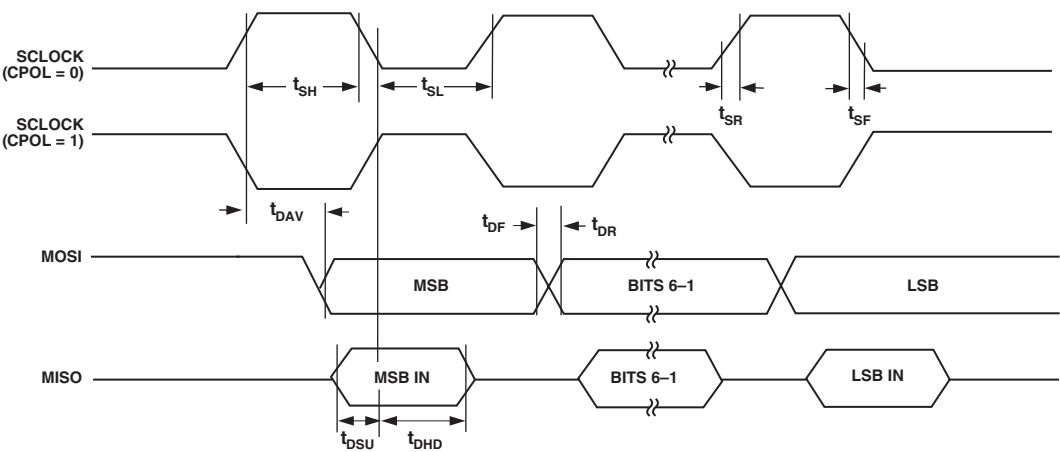 SCLOCK
(CPOL = 0)
tSH
tSL
tSR
tSF
SCLOCK
(CPOL = 1)
tDAV
tDF
tDR
MOSI
MSB
BITS 6–1
LSB
MISO
MSB IN
BITS 6–1
LSB IN
tDSU
tDHD